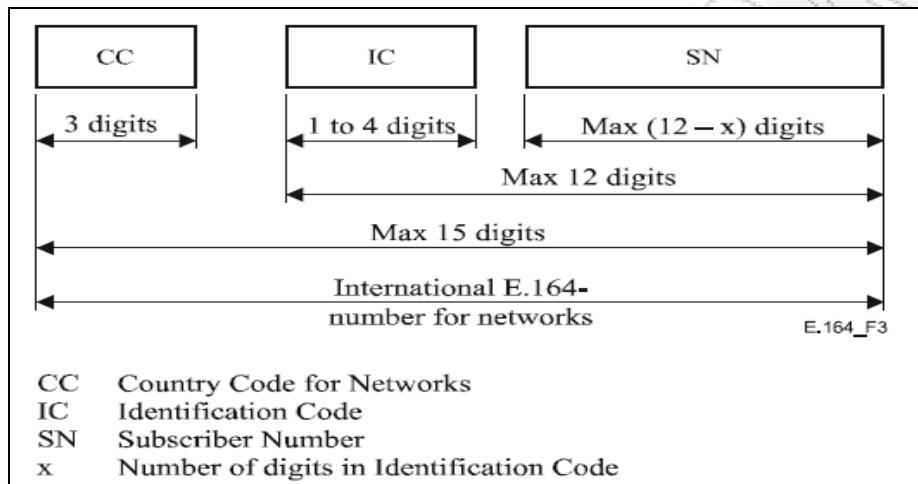 CC IC SN
3 digits 1 to 4 digits Max (12 – x) digits
Max 12 digits
Max 15 digits
International E.164-
number for networks
E.164_F3
CC Country Code for Networks
IC Identification Code
SN Subscriber Number
x Number of digits in Identification Code